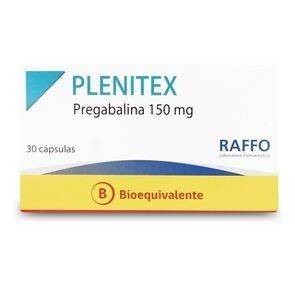 PLENITEX
Pregabalina 150 mg
30 cápsulas
RAFFO
Laboratorio Farmacéutico
B Bioequivalente